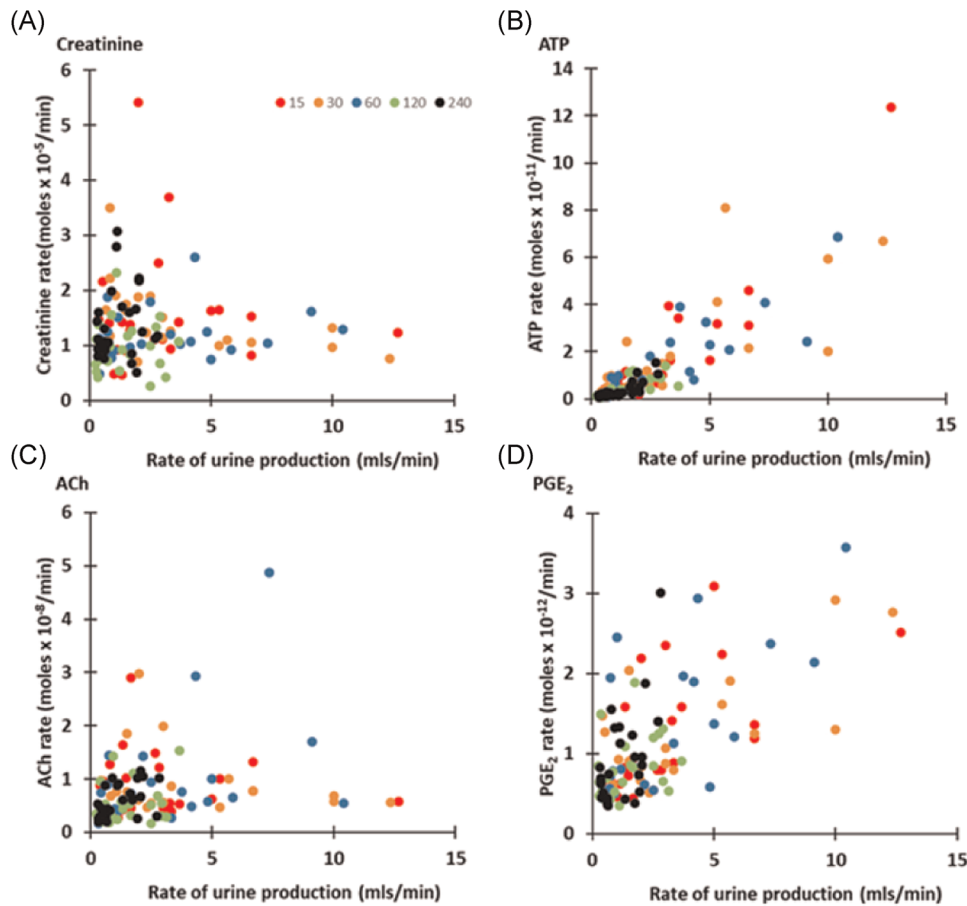 (A)
Creatinine
6
5
4
3
2
1
0
15 30 60 120 240
Creatinine rate(moles x 10⁻⁵/min)
0 5 10 15
Rate of urine production (mls/min)
(B)
ATP
14
12
10
8
6
4
2
0
ATP rate (moles x 10⁻¹¹/min)
0 5 10 15
Rate of urine production (mls/min)
(C)
ACh
6
5
4
3
2
1
0
ACh rate (moles x 10⁻⁸/min)
0 5 10 15
Rate of urine production (mls/min)
(D)
PGE₂
4
3
2
1
0
PGE₂ rate (moles x 10⁻¹²/min)
0 5 10 15
Rate of urine production (mls/min)